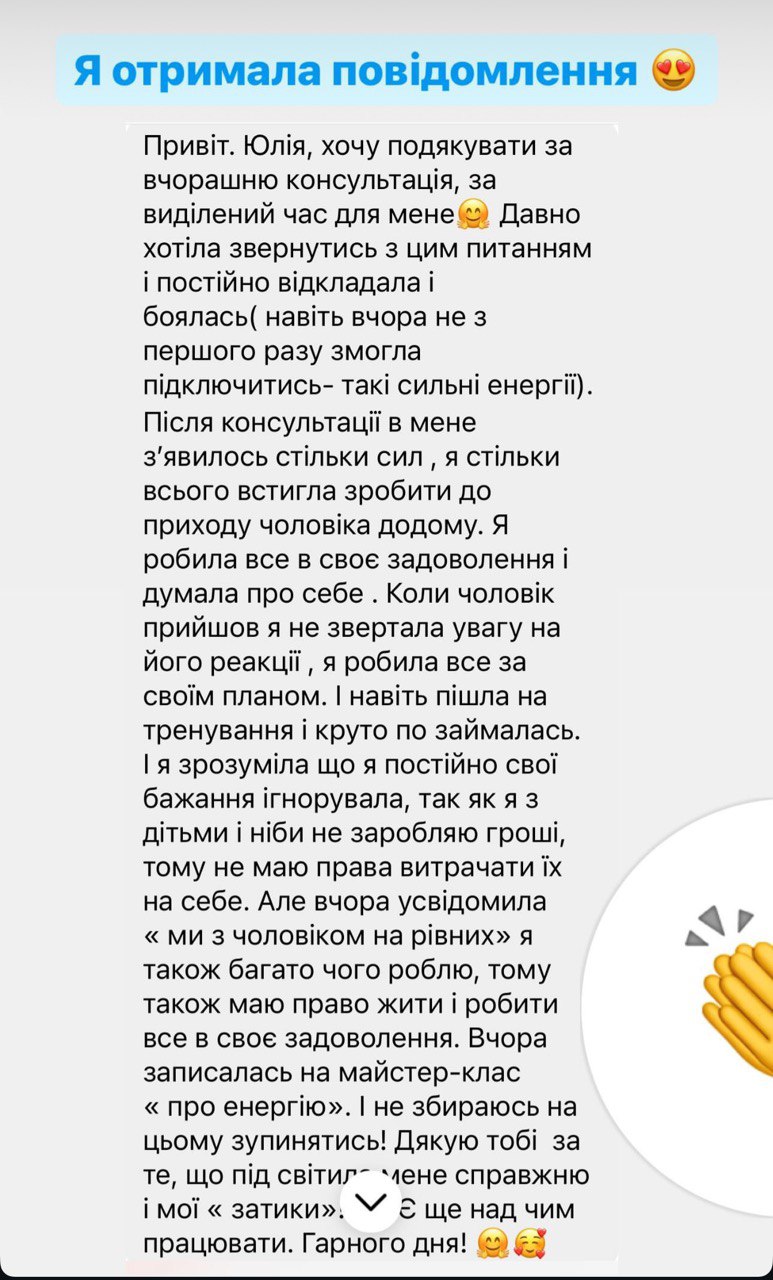 Я отримала повідомлення 😍
Привіт. Юлія, хочу подякувати за
вчорашню консультація, за
виділений час для мене🤗 Давно
хотіла звернутись з цим питанням
і постійно відкладала і
боялась( навіть вчора не з
першого разу змогла
підключитись- такі сильні енергії).
Після консультації в мене
з’явилось стільки сил , я стільки
всього встигла зробити до
приходу чоловіка додому. Я
робила все в своє задоволення і
думала про себе . Коли чоловік
прийшов я не звертала увагу на
його реакції , я робила все за
своїм планом. І навіть пішла на
тренування і круто по займалась.
І я зрозуміла що я постійно свої
бажання ігнорувала, так як я з
дітьми і ніби не заробляю гроші,
тому не маю права витрачати їх
на себе. Але вчора усвідомила
« ми з чоловіком на рівних» я
також багато чого роблю, тому
також маю право жити і робити
все в своє задоволення. Вчора
записалась на майстер-клас
« про енергію». І не збираюсь на
цьому зупинятись! Дякую тобі  за
те, що під світила мене справжню
і мої « затики». Є ще над чим
працювати. Гарного дня! 🤗🥰